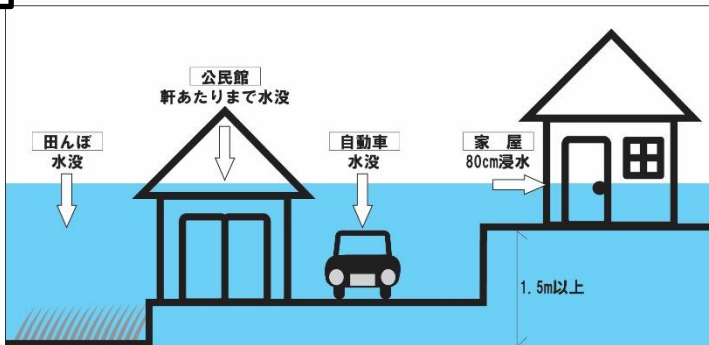 公民館
軒あたりまで水没
田んぼ
水没
自動車
水没
家　屋
80cm浸水
1.5m以上